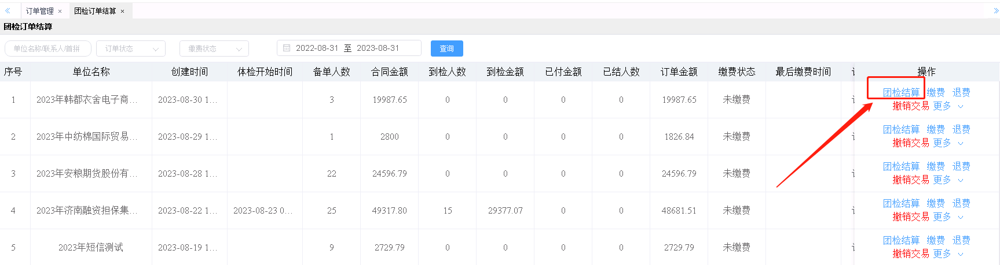 订单管理 × 团检订单结算 ×
团检订单结算
单位名称/联系人/首拼 订单状态 缴费状态 2022-08-31 至 2023-08-31 查询
序号 单位名称 创建时间 体检开始时间 备单人数 合同金额 到检人数 到检金额 已付金额 已结人数 订单金额 缴费状态 最后缴费时间 操作
1 2023年韩都衣舍电子商... 2023-08-30 1... 3 19987.65 0 0 0 0 19987.65 未缴费 团检结算 缴费 退费
撤销交易 更多
2 2023年中纺棉国际贸易... 2023-08-29 1... 1 2800 0 0 0 0 1826.84 未缴费 团检结算 缴费 退费
撤销交易 更多
3 2023年安粮期货股份有... 2023-08-28 1... 22 24596.79 0 0 0 0 24596.79 未缴费 团检结算 缴费 退费
撤销交易 更多
4 2023年济南融资担保集... 2023-08-22 1... 2023-08-23 0... 25 49317.80 15 29377.07 0 0 48681.51 未缴费 团检结算 缴费 退费
撤销交易 更多
5 2023年短信测试 2023-08-19 1... 9 2729.79 0 0 0 0 2729.79 未缴费 团检结算 缴费 退费
撤销交易 更多